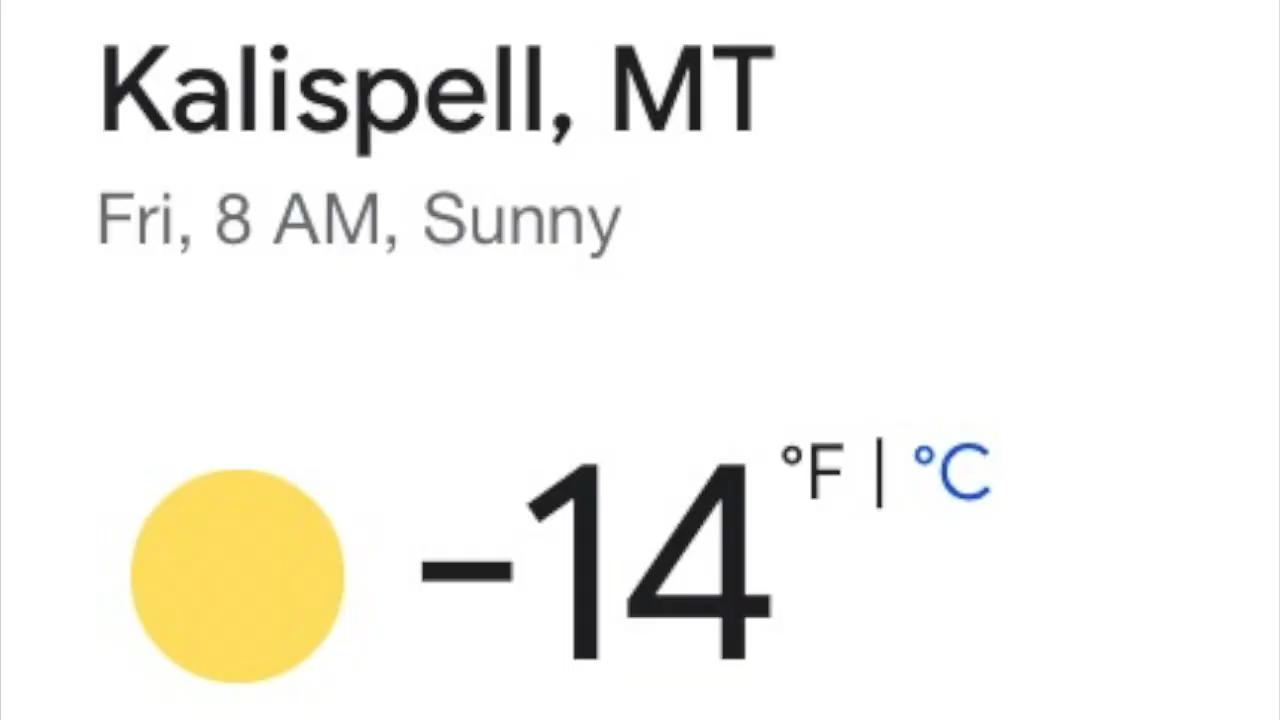 Kalispell, MT
Fri, 8 AM, Sunny
-14 °F | °C